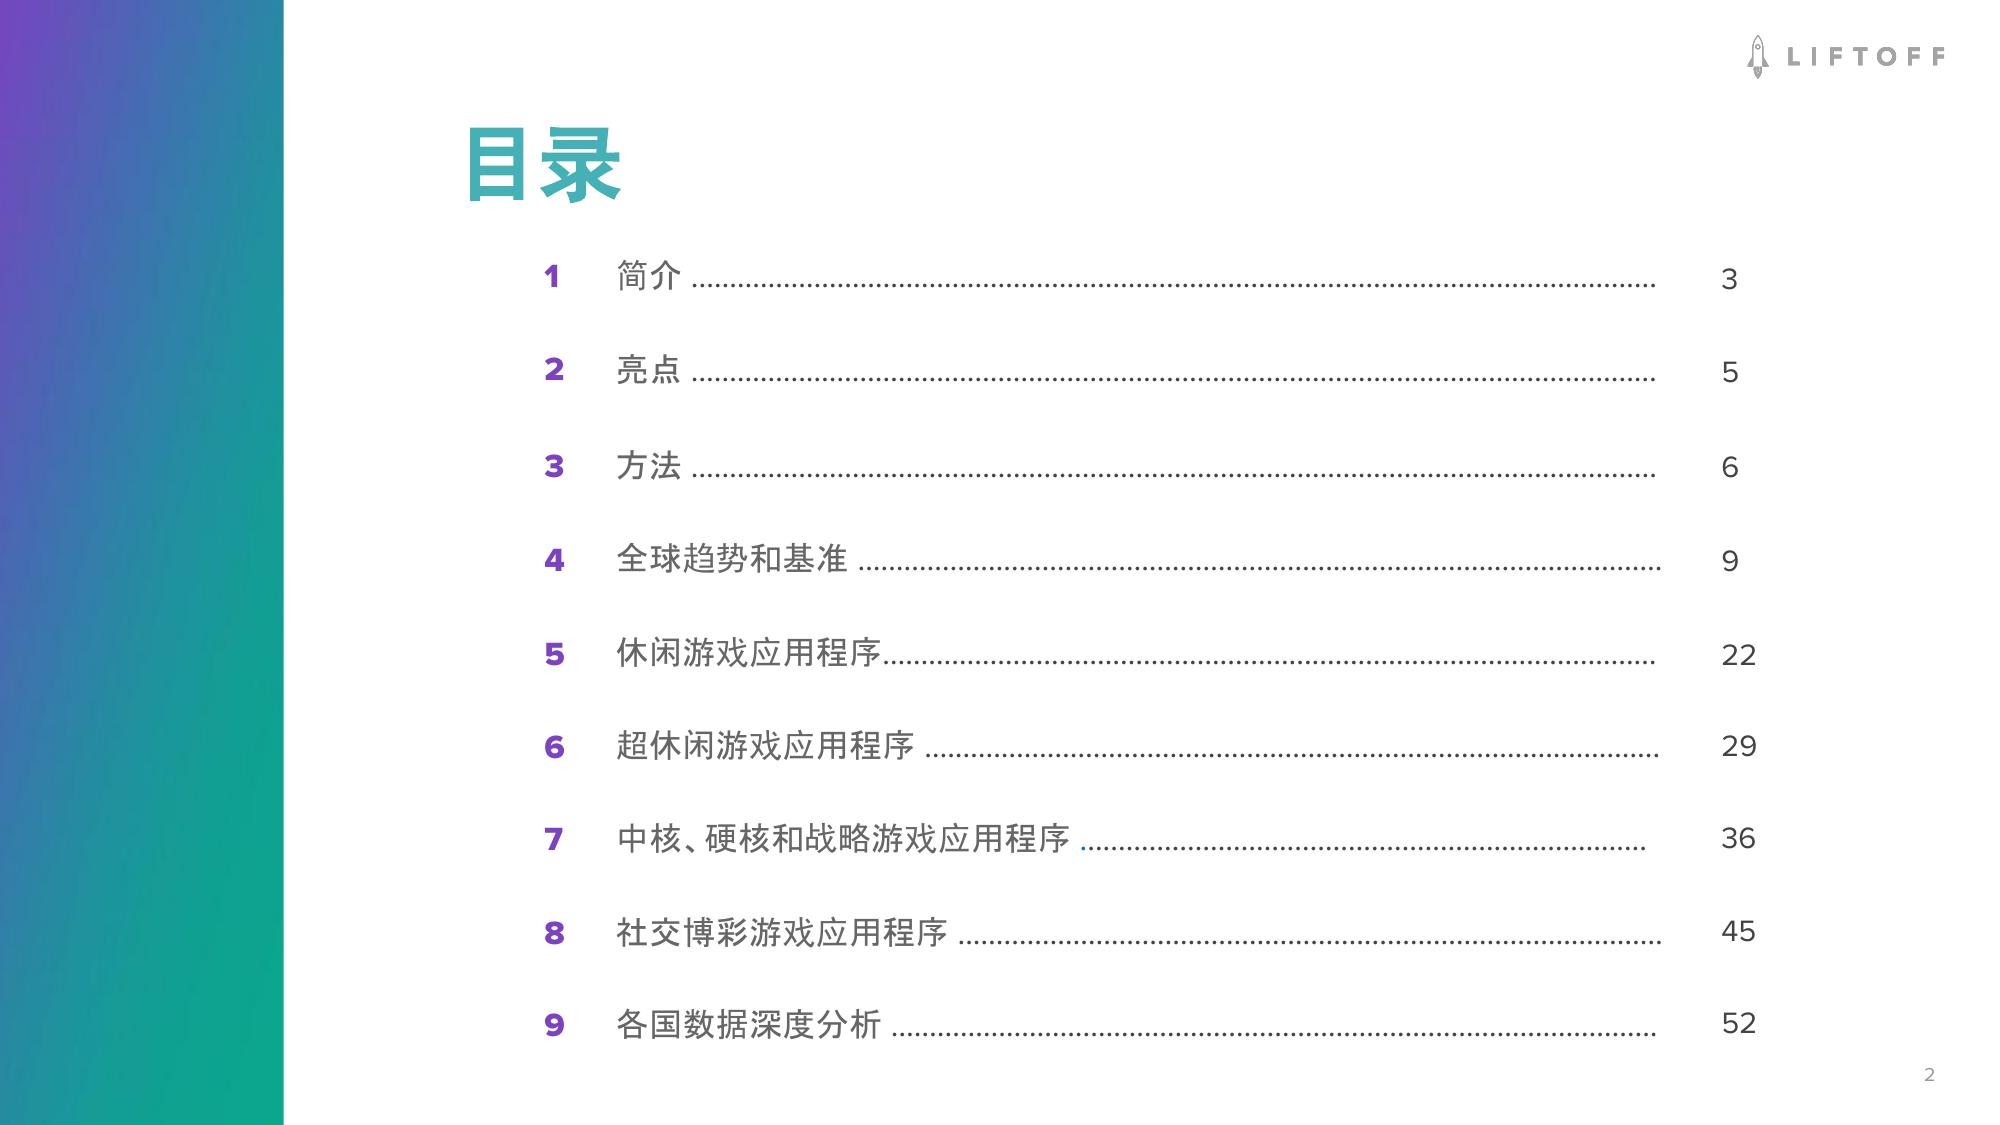 LIFTOFF
目录
1 简介 ........................................ 3
2 亮点 ........................................ 5
3 方法 ........................................ 6
4 全球趋势和基准 ........................................ 9
5 休闲游戏应用程序........................................ 22
6 超休闲游戏应用程序 ........................................ 29
7 中核、硬核和战略游戏应用程序 ........................................ 36
8 社交博彩游戏应用程序 ........................................ 45
9 各国数据深度分析 ........................................ 52
2